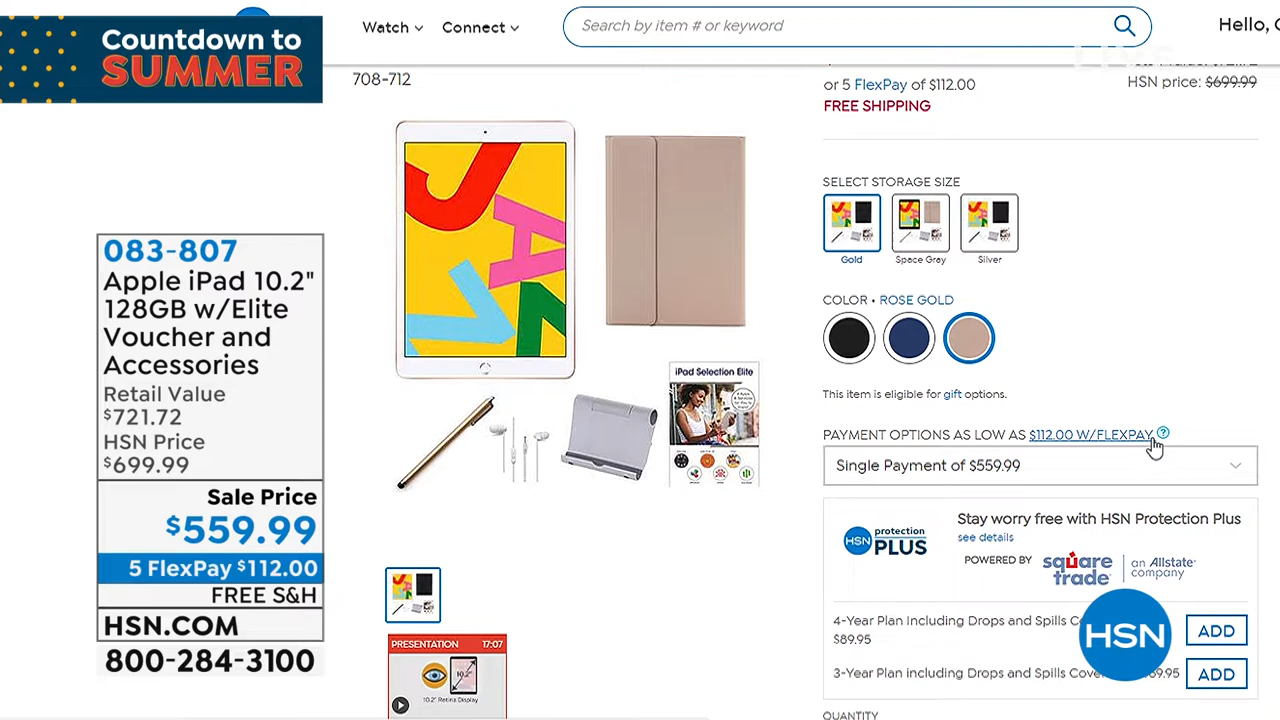 Countdown to
SUMMER
Watch
Connect
Search by item # or keyword
Hello,
708-712
or 5 FlexPay of $112.00
HSN price: $699.99
FREE SHIPPING
083-807
Apple iPad 10.2"
128GB w/Elite
Voucher and
Accessories
Retail Value
$721.72
HSN Price
$699.99
Sale Price
$559.99
5 FlexPay $112.00
FREE S&H
HSN.COM
800-284-3100
iPad Selection Elite
PRESENTATION 17:07
10.2"
10.2" Retina Display
SELECT STORAGE SIZE
Gold
Space Gray
Silver
COLOR • ROSE GOLD
This item is eligible for gift options.
PAYMENT OPTIONS AS LOW AS $112.00 W/FLEXPAY ?
Single Payment of $559.99
HSN protection PLUS
Stay worry free with HSN Protection Plus
see details
POWERED BY square trade an Allstate company
4-Year Plan Including Drops and Spills
$89.95
ADD
3-Year Plan including Drops and Spills
ADD
HSN
QUANTITY